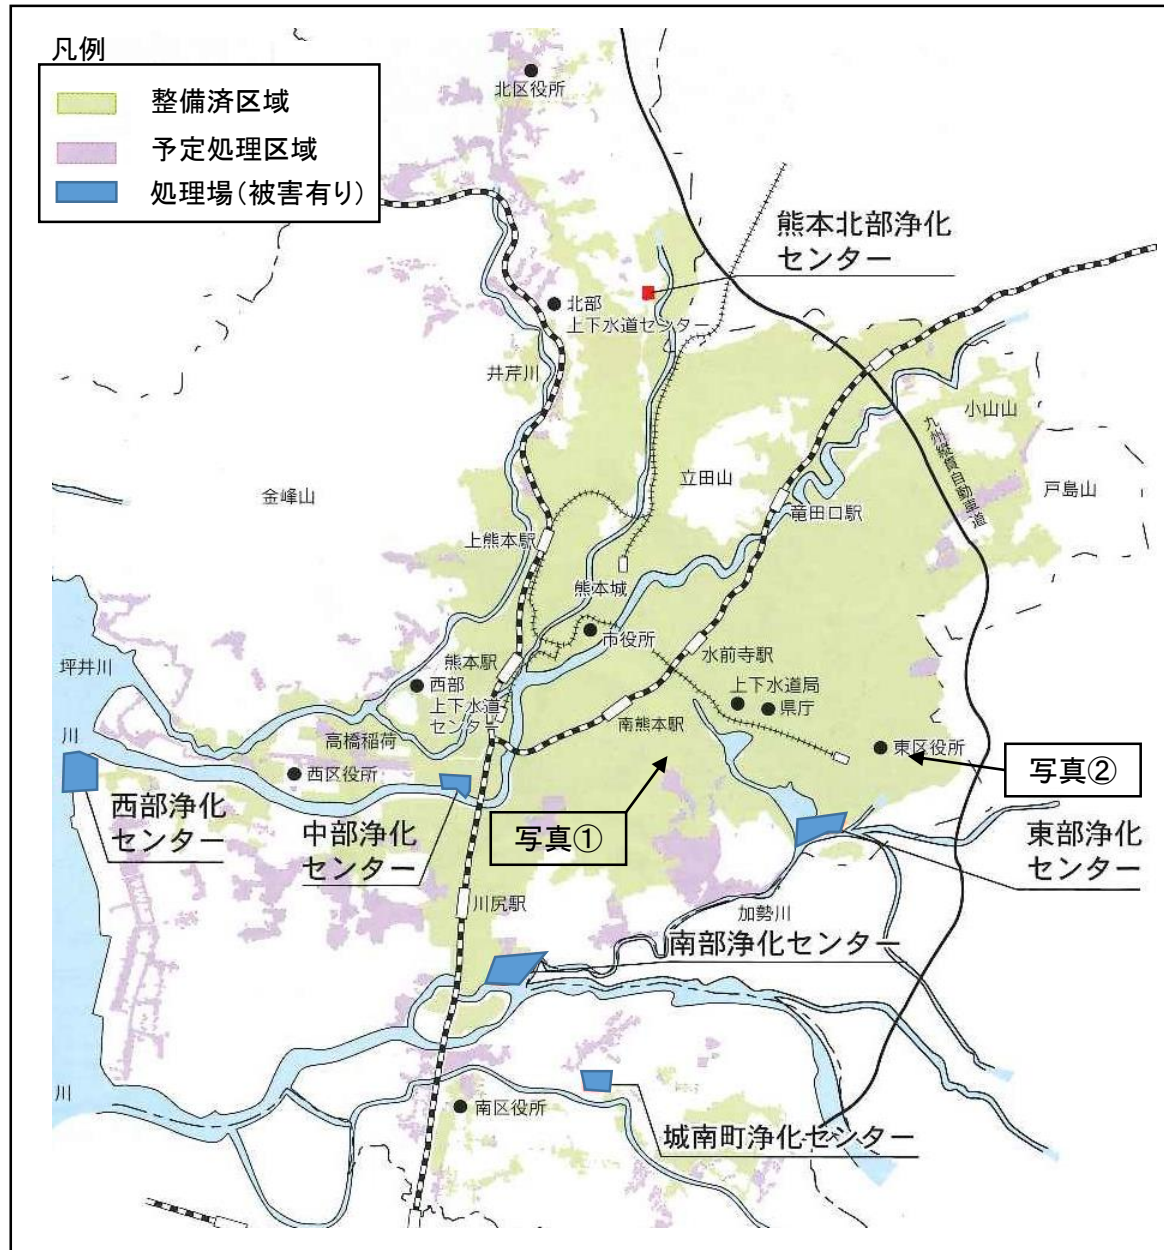 凡例
整備済区域
予定処理区域
処理場(被害有り)
北区役所
熊本北部浄化
センター
北部
上下水道センター
井芹川
小山山
九州縦貫自動車道
立田山
戸島山
金峰山
竜田口駅
上熊本駅
熊本城
市役所
水前寺駅
坪井川
熊本駅
西部
上下水道
センター
上下水道局
県庁
南熊本駅
川
高橋稲荷
東区役所
西区役所
写真②
西部浄化
センター
中部浄化
センター
写真①
東部浄化
センター
川尻駅
加勢川
南部浄化センター
川
南区役所
城南町浄化センター